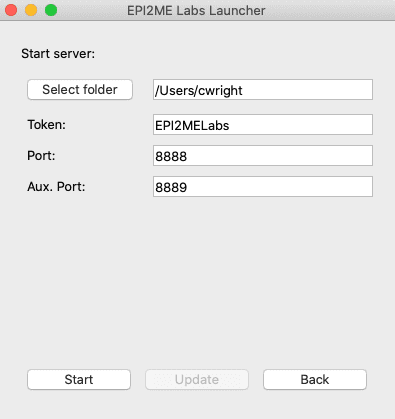 EPI2ME Labs Launcher
Start server:
Select folder /Users/cwright
Token: EPI2MELabs
Port: 8888
Aux. Port: 8889
Start Update Back